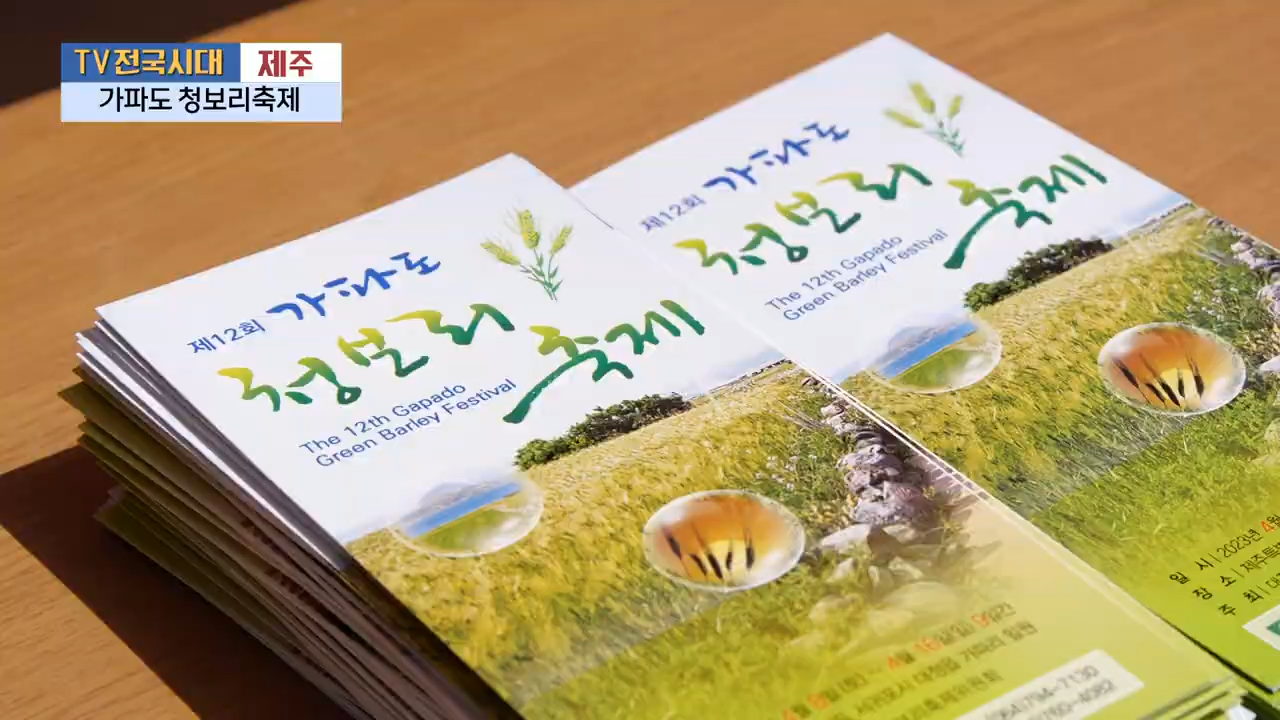 TV전국시대 제주
가파도 청보리축제
제12회 가파도
청보리 축제
The 12th Gapado
Green Barley Festival
4월 16일(일) 9일간
서귀포시 대정읍 가파리 일원
794-7130
제12회 가파도
청보리 축제
The 12th Gapado
Green Barley Festival
일 시 | 2023년 4월
장 소 | 제주특별
주 최 |